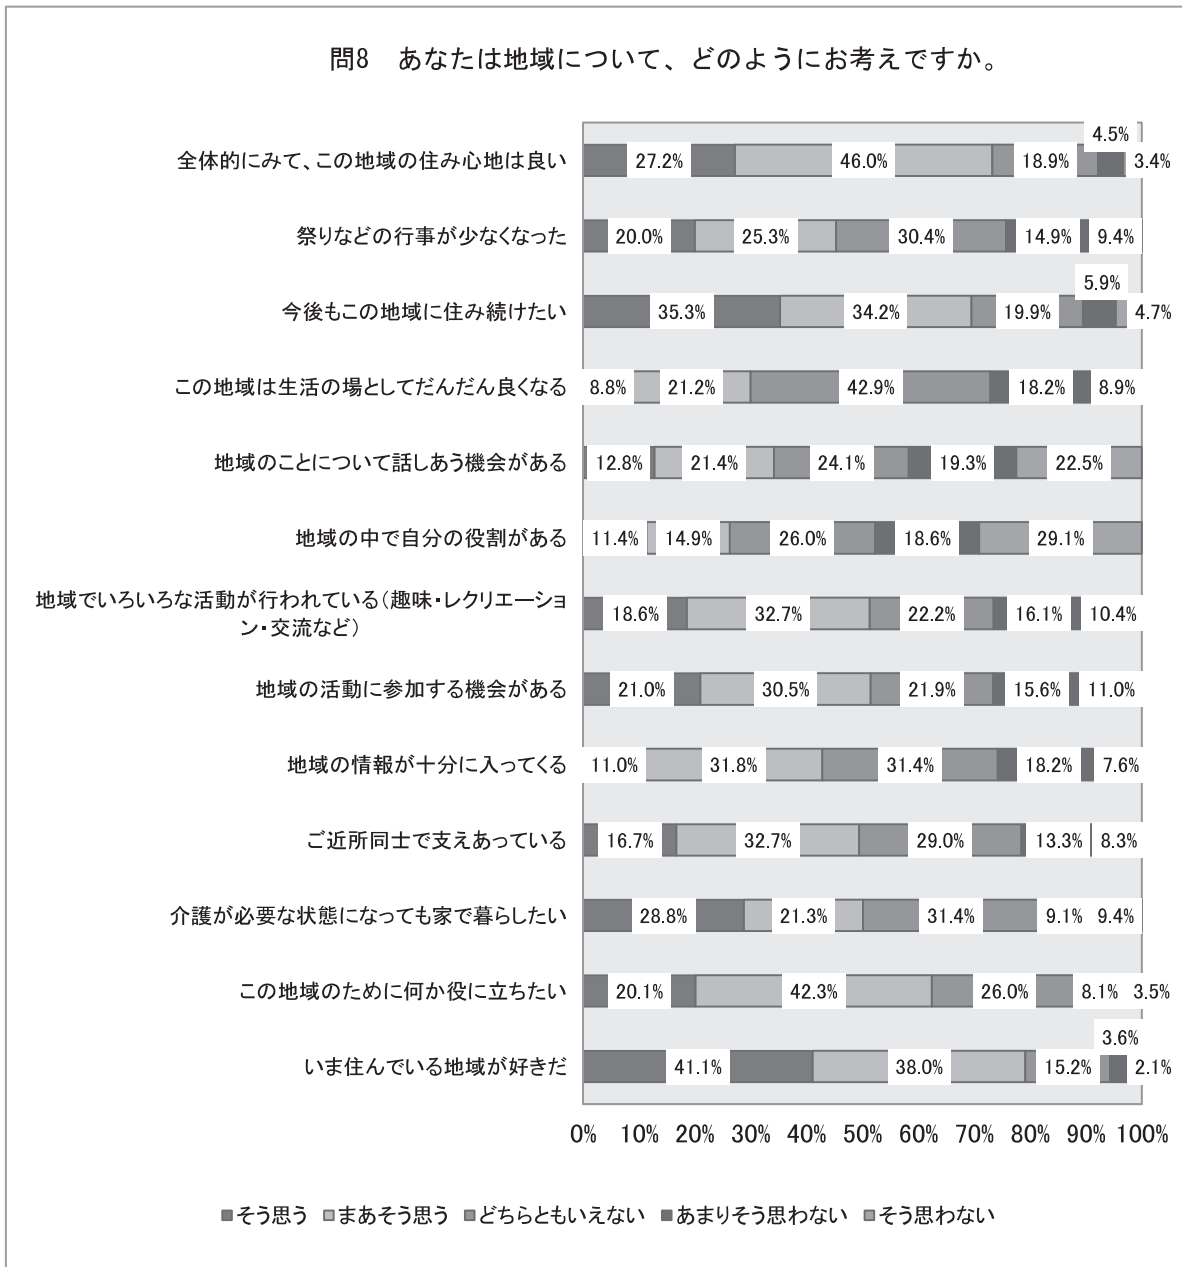 問8 あなたは地域について、どのようにお考えですか。
4.5%
全体的にみて、この地域の住み心地は良い 27.2% 46.0% 18.9% 3.4%
祭りなどの行事が少なくなった 20.0% 25.3% 30.4% 14.9% 9.4%
5.9%
今後もこの地域に住み続けたい 35.3% 34.2% 19.9% 4.7%
この地域は生活の場としてだんだん良くなる 8.8% 21.2% 42.9% 18.2% 8.9%
地域のことについて話しあう機会がある 12.8% 21.4% 24.1% 19.3% 22.5%
地域の中で自分の役割がある 11.4% 14.9% 26.0% 18.6% 29.1%
地域でいろいろな活動が行われている(趣味・レクリエーショ
ン・交流など) 18.6% 32.7% 22.2% 16.1% 10.4%
地域の活動に参加する機会がある 21.0% 30.5% 21.9% 15.6% 11.0%
地域の情報が十分に入ってくる 11.0% 31.8% 31.4% 18.2% 7.6%
ご近所同士で支えあっている 16.7% 32.7% 29.0% 13.3% 8.3%
介護が必要な状態になっても家で暮らしたい 28.8% 21.3% 31.4% 9.1% 9.4%
この地域のために何か役に立ちたい 20.1% 42.3% 26.0% 8.1% 3.5%
3.6%
いま住んでいる地域が好きだ 41.1% 38.0% 15.2% 2.1%
0% 10% 20% 30% 40% 50% 60% 70% 80% 90% 100%
そう思う まあそう思う どちらともいえない あまりそう思わない そう思わない